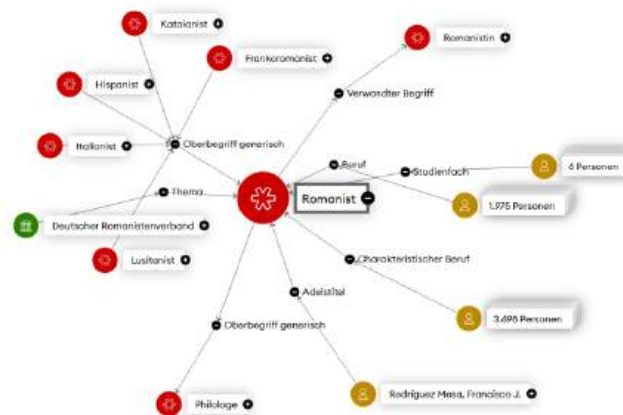 Katalanist
Romanistin
Frankoromanist
Hispanist
Verwandter Begriff
Italianist
Oberbegriff generisch
Beruf
Studienfach
6 Personen
Thema
Romanist
1.975 Personen
Deutscher Romanistenverband
Lusitanist
Charakteristischer Beruf
Adelstitel
3.698 Personen
Oberbegriff generisch
Philologe
Rodríguez Mesa, Francisco J.